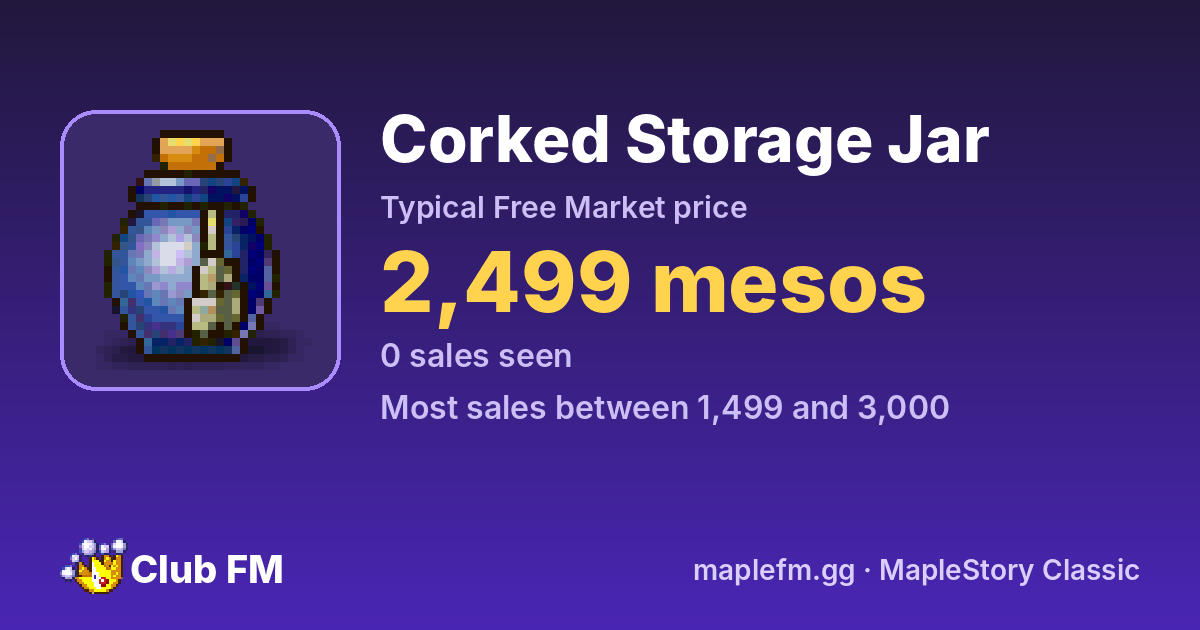 Corked Storage Jar
Typical Free Market price
2,499 mesos
0 sales seen
Most sales between 1,499 and 3,000
Club FM
maplefm.gg · MapleStory Classic